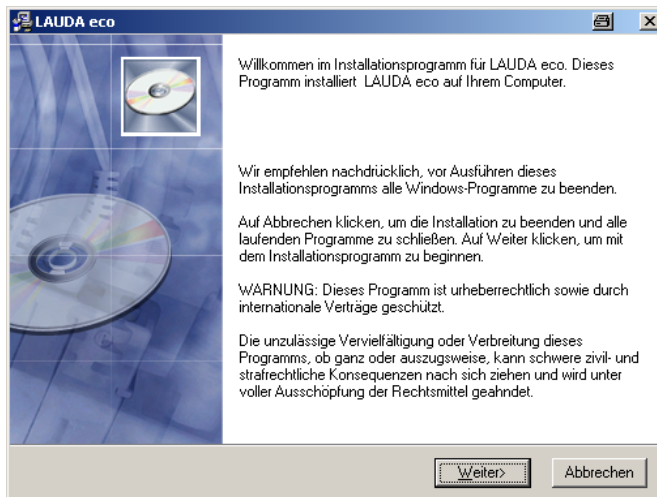 LAUDA eco
Willkommen im Installationsprogramm für LAUDA eco. Dieses
Programm installiert LAUDA eco auf Ihrem Computer.
Wir empfehlen nachdrücklich, vor Ausführen dieses
Installationsprogramms alle Windows-Programme zu beenden.
Auf Abbrechen klicken, um die Installation zu beenden und alle
laufenden Programme zu schließen. Auf Weiter klicken, um mit
dem Installationsprogramm zu beginnen.
WARNUNG: Dieses Programm ist urheberrechtlich sowie durch
internationale Verträge geschützt.
Die unzulässige Vervielfältigung oder Verbreitung dieses
Programms, ob ganz oder auszugsweise, kann schwere zivil- und
strafrechtliche Konsequenzen nach sich ziehen und wird unter
voller Ausschöpfung der Rechtsmittel geahndet.
Weiter>
Abbrechen